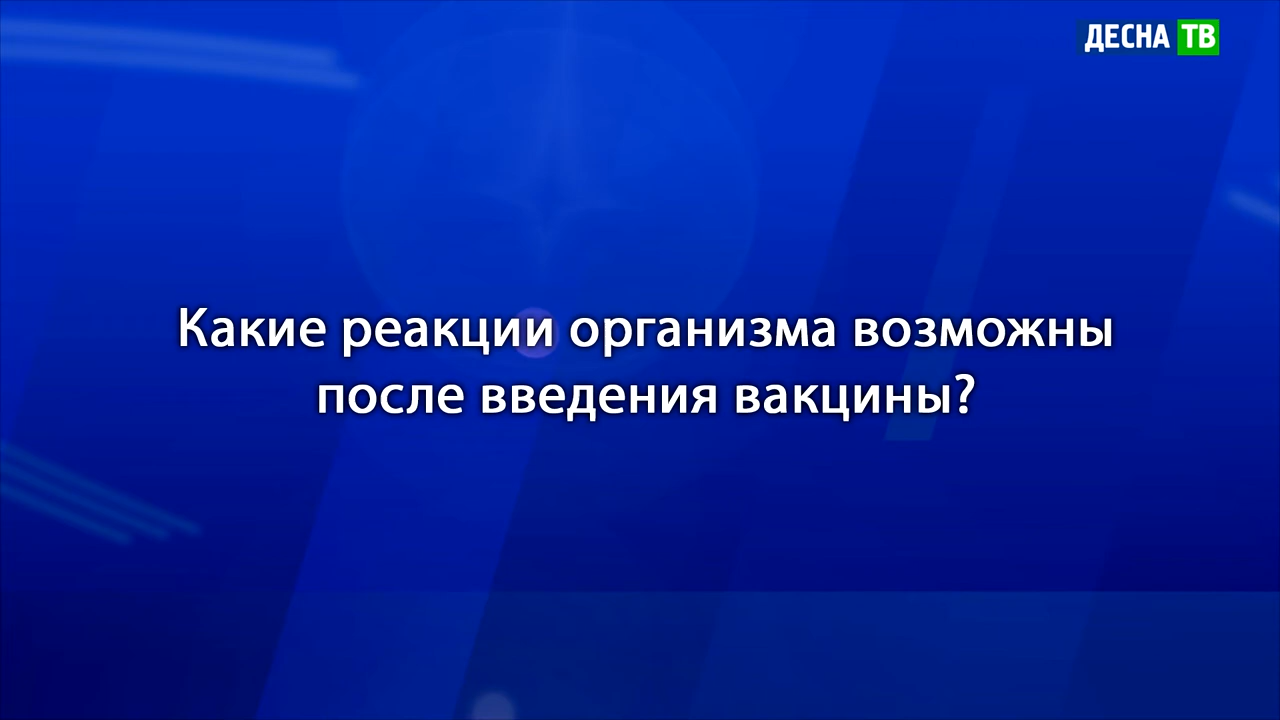 ДЕСНА ТВ
Какие реакции организма возможны
после введения вакцины?